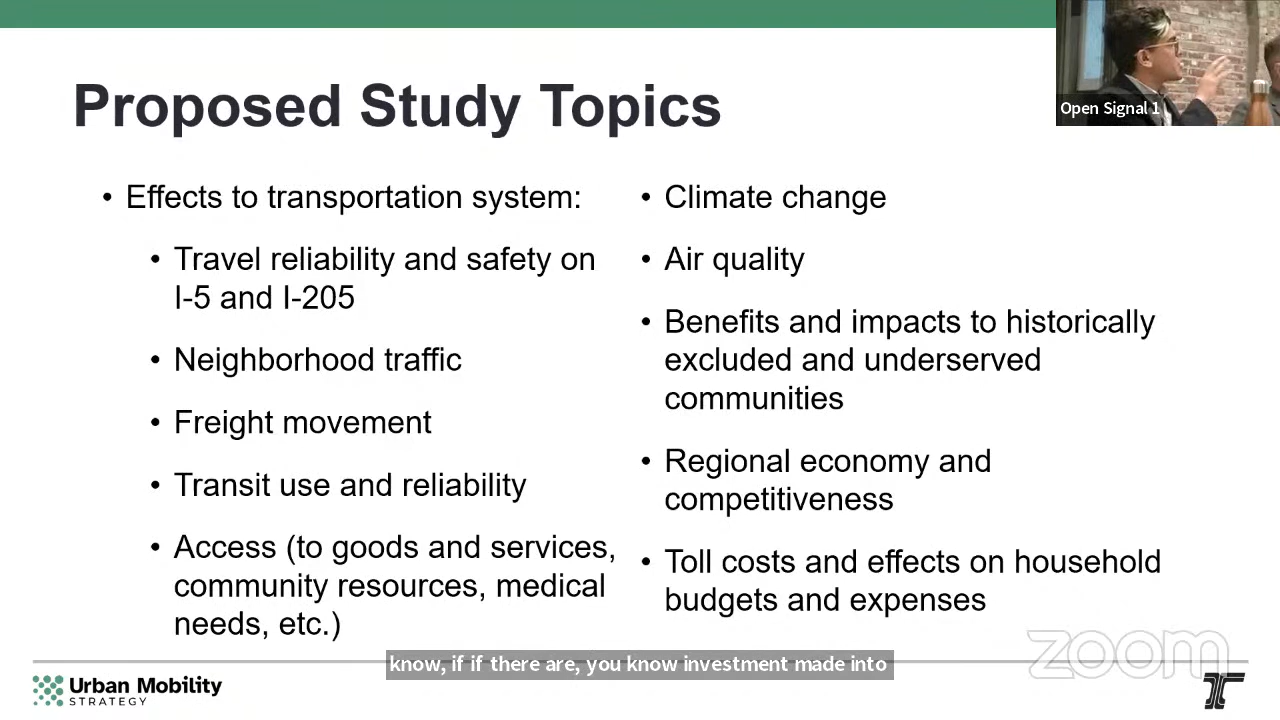 Open Signal 1
Proposed Study Topics
• Effects to transportation system:
• Travel reliability and safety on
I-5 and I-205
• Neighborhood traffic
• Freight movement
• Transit use and reliability
• Access (to goods and services,
community resources, medical
needs, etc.)
• Climate change
• Air quality
• Benefits and impacts to historically
excluded and underserved
communities
• Regional economy and
competitiveness
• Toll costs and effects on household
budgets and expenses
know, if if there are, you know investment made into
zoom
Urban Mobility
STRATEGY